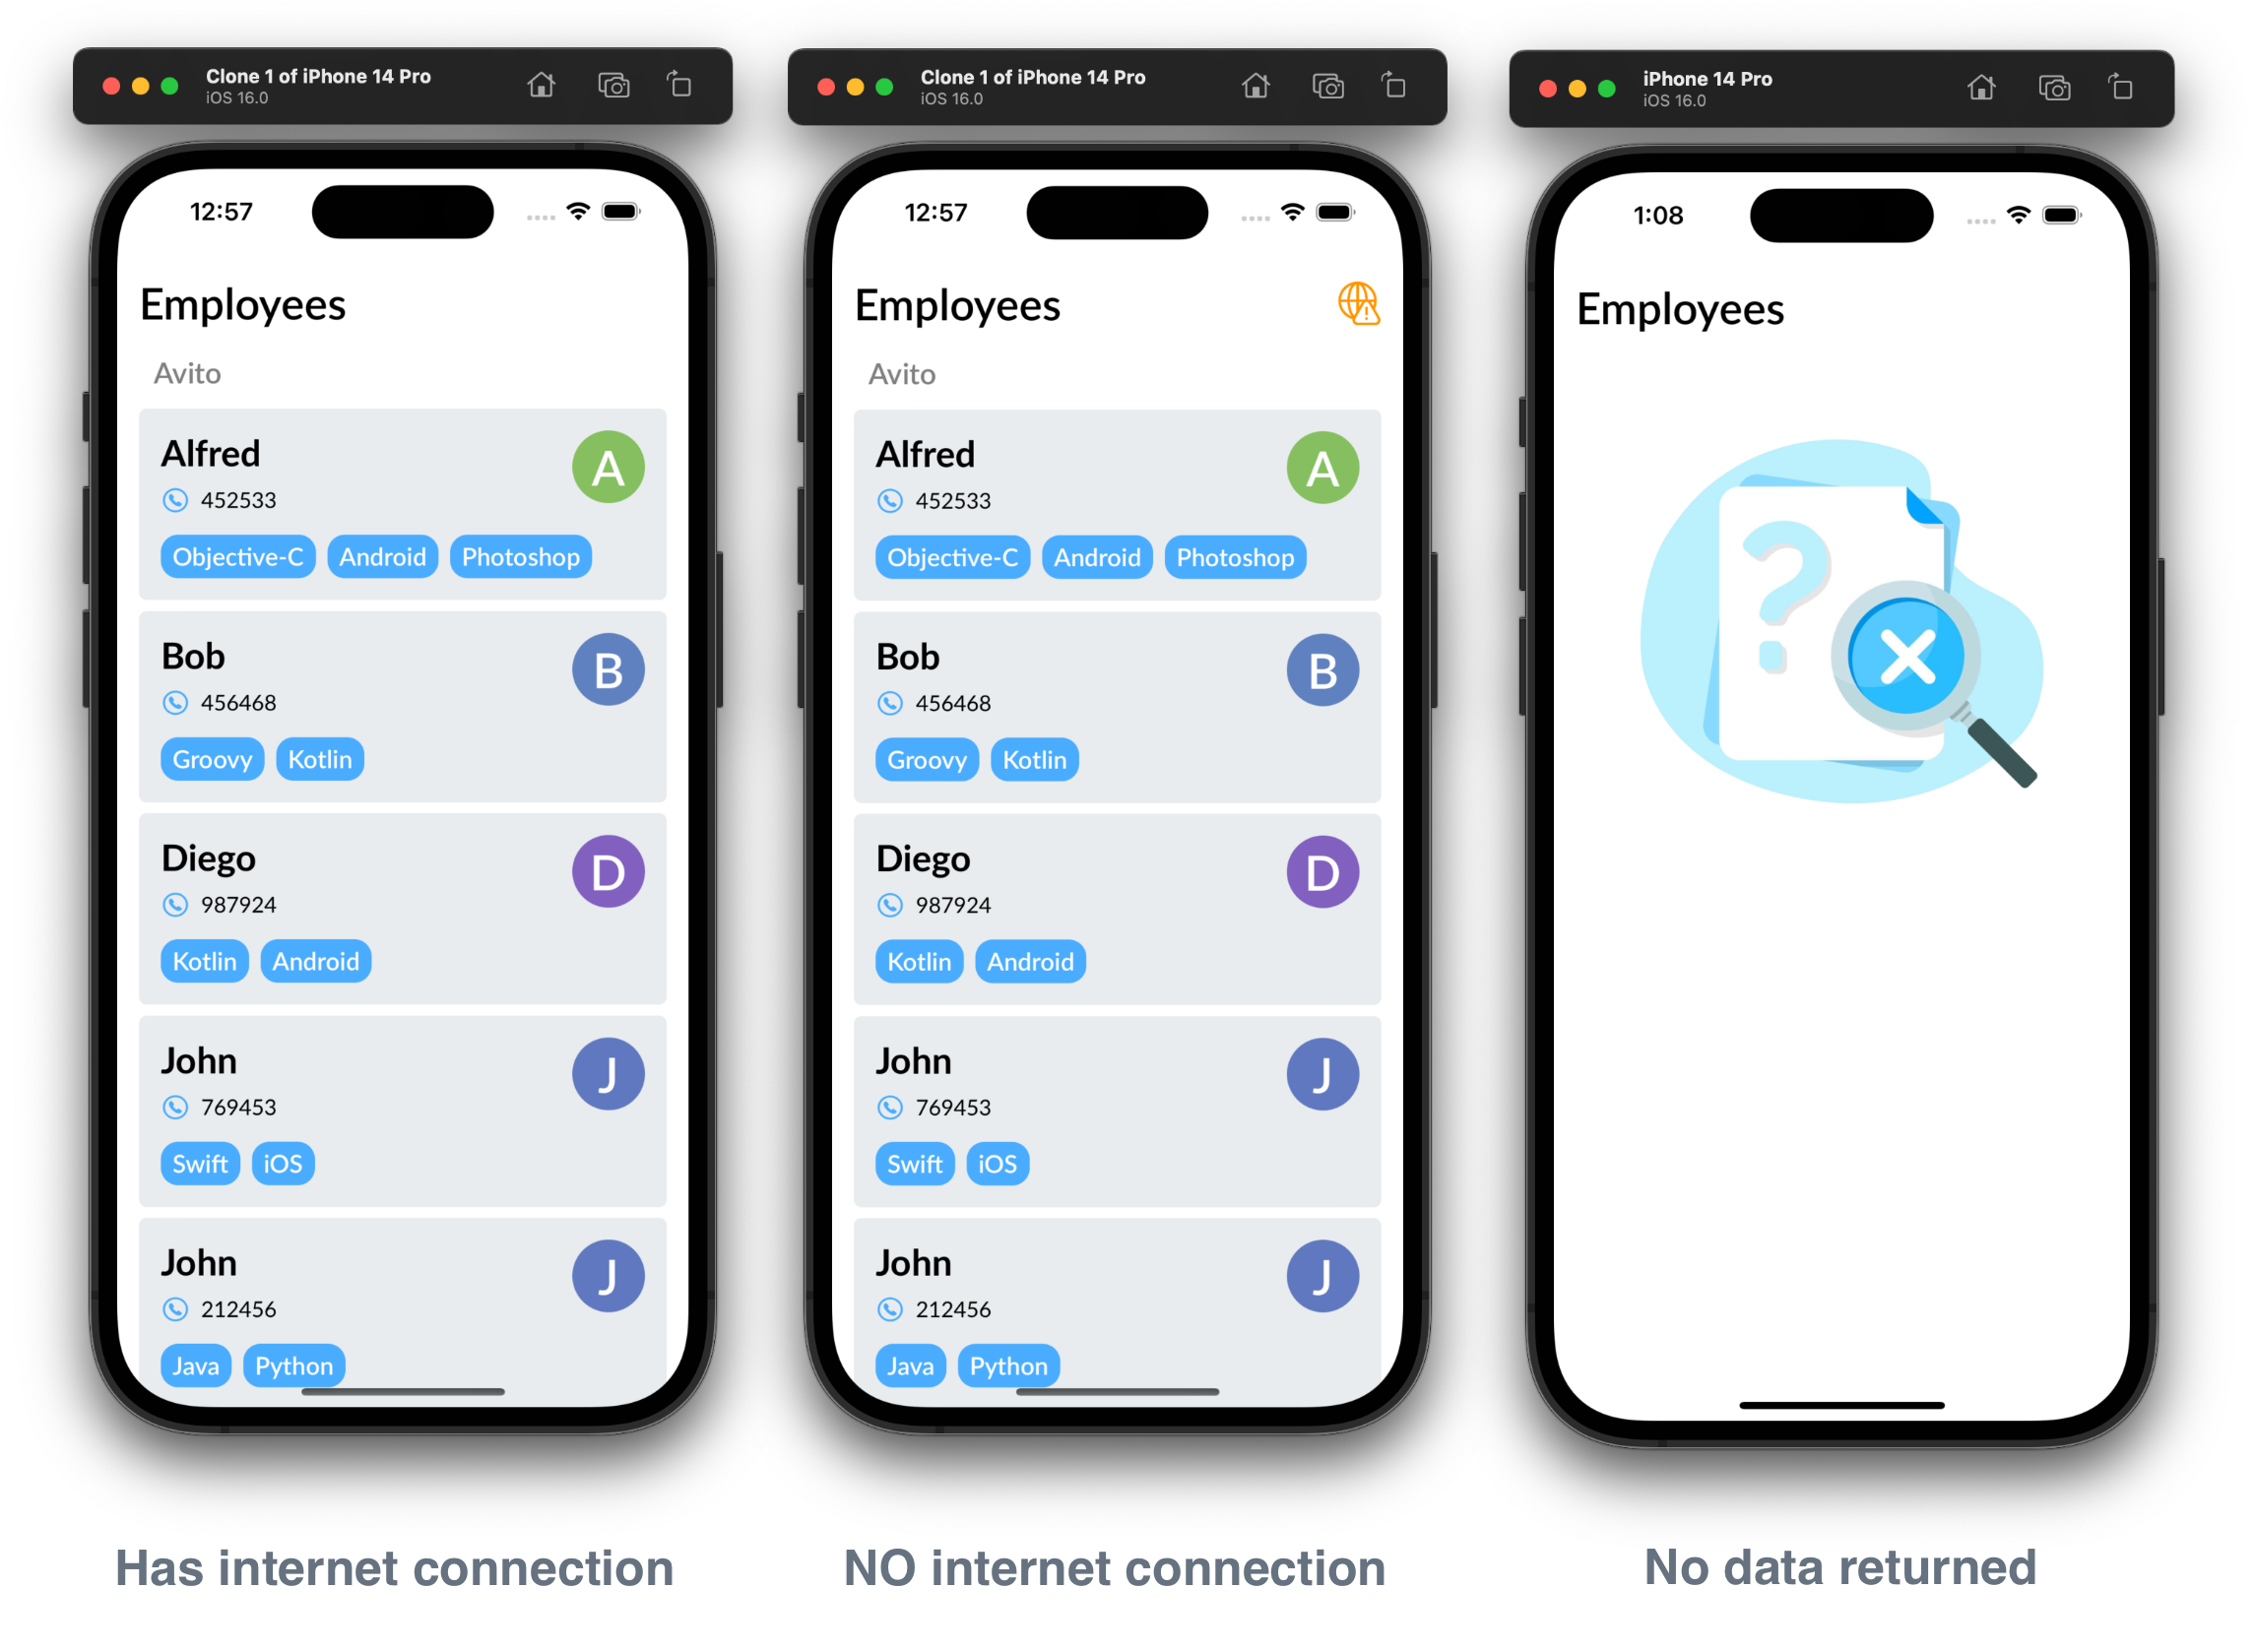 Clone 1 of iPhone 14 Pro
iOS 16.0
12:57
Employees
Avito
Alfred
A
452533
Objective-C Android Photoshop
Bob
B
456468
Groovy Kotlin
Diego
D
987924
Kotlin Android
John
J
769453
Swift iOS
John
J
212456
Java Python
Has internet connection
Clone 1 of iPhone 14 Pro
iOS 16.0
12:57
Employees
Avito
Alfred
A
452533
Objective-C Android Photoshop
Bob
B
456468
Groovy Kotlin
Diego
D
987924
Kotlin Android
John
J
769453
Swift iOS
John
J
212456
Java Python
NO internet connection
iPhone 14 Pro
iOS 16.0
1:08
Employees
?
No data returned